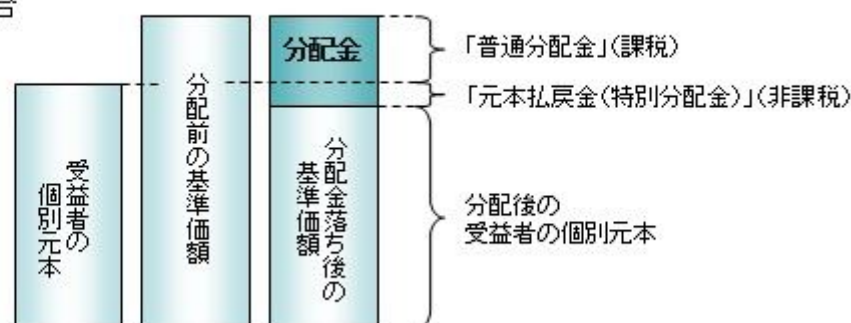 合
受益者の
個別元本
分配前の基準価額
分配金
分配金落ち後の
基準価額
「普通分配金」(課税)
「元本払戻金(特別分配金)」(非課税)
分配後の
受益者の個別元本